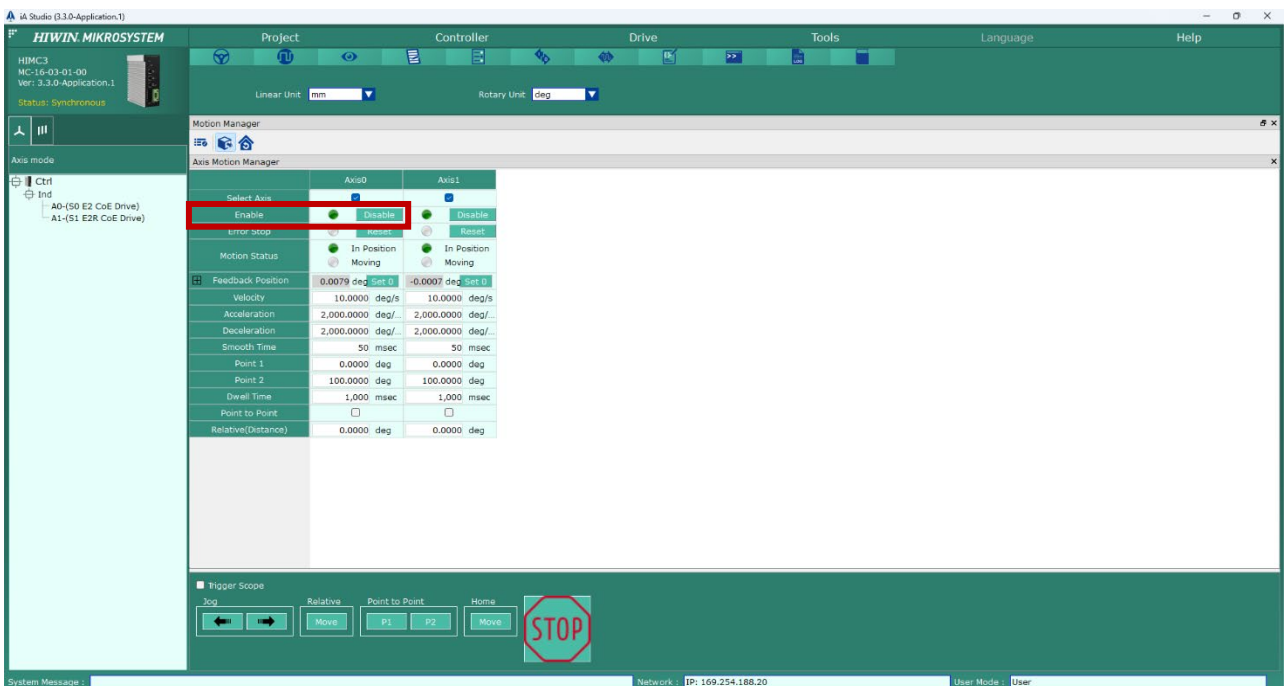 iA Studio (3.3.0-Application.1)
HIWIN MIKROSYSTEM
Project Controller Drive Tools Language Help
HIMC3
MC-16-03-01-00
Ver: 3.3.0-Application.1
Status: Synchronous
Linear Unit mm Rotary Unit deg
Motion Manager
Axis mode
Axis Motion Manager
Ctrl
Ind
A0-(S0 E2 CoE Drive)
A1-(S1 E2R CoE Drive)
Axis0 Axis1
Select Axis
Enable Disable Disable
Error Stop Reset Reset
Motion Status In Position In Position
Moving Moving
Feedback Position 0.0079 deg Set 0 -0.0007 deg Set 0
Velocity 10.0000 deg/s 10.0000 deg/s
Acceleration 2,000.0000 deg/... 2,000.0000 deg/...
Deceleration 2,000.0000 deg/... 2,000.0000 deg/...
Smooth Time 50 msec 50 msec
Point 1 0.0000 deg 0.0000 deg
Point 2 100.0000 deg 100.0000 deg
Dwell Time 1,000 msec 1,000 msec
Point to Point
Relative(Distance) 0.0000 deg 0.0000 deg
Trigger Scope
Jog Relative Point to Point Home
Move P1 P2 Move
STOP
System Message : Network : IP: 169.254.188.20 User Mode : User